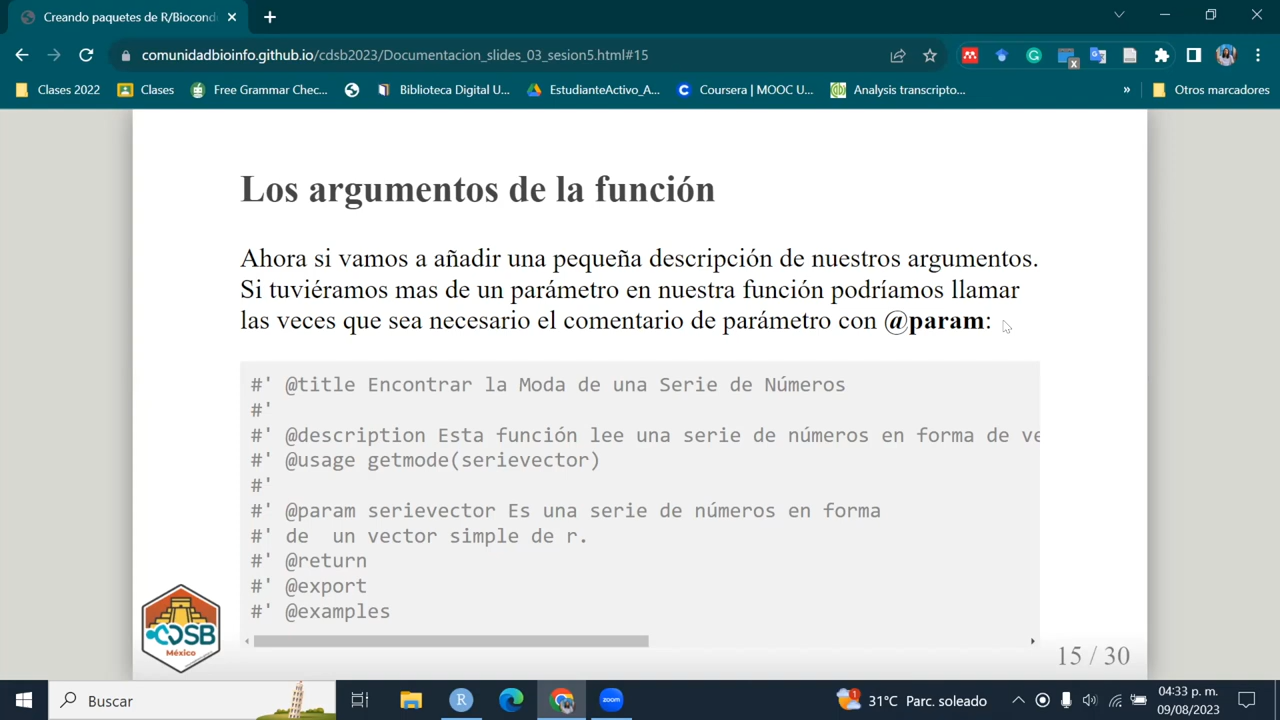 Creando paquetes de R/Biocond
comunidadbioinfo.github.io/cdsb2023/Documentacion_slides_03_sesion5.html#15
Clases 2022
Clases
Free Grammar Chec...
Biblioteca Digital U...
EstudianteActivo_A...
Coursera | MOOC U...
Analysis transcripto...
»
Otros marcadores
Los argumentos de la función
Ahora si vamos a añadir una pequeña descripción de nuestros argumentos.
Si tuviéramos mas de un parámetro en nuestra función podríamos llamar
las veces que sea necesario el comentario de parámetro con @param:
#' @title Encontrar la Moda de una Serie de Números
#'
#' @description Esta función lee una serie de números en forma de ve
#' @usage getmode(serievector)
#'
#' @param serievector Es una serie de números en forma
#' de  un vector simple de r.
#' @return
#' @export
#' @examples
CDSB
México
15 / 30
Buscar
R
zoom
1
31°C Parc. soleado
04:33 p. m.
09/08/2023